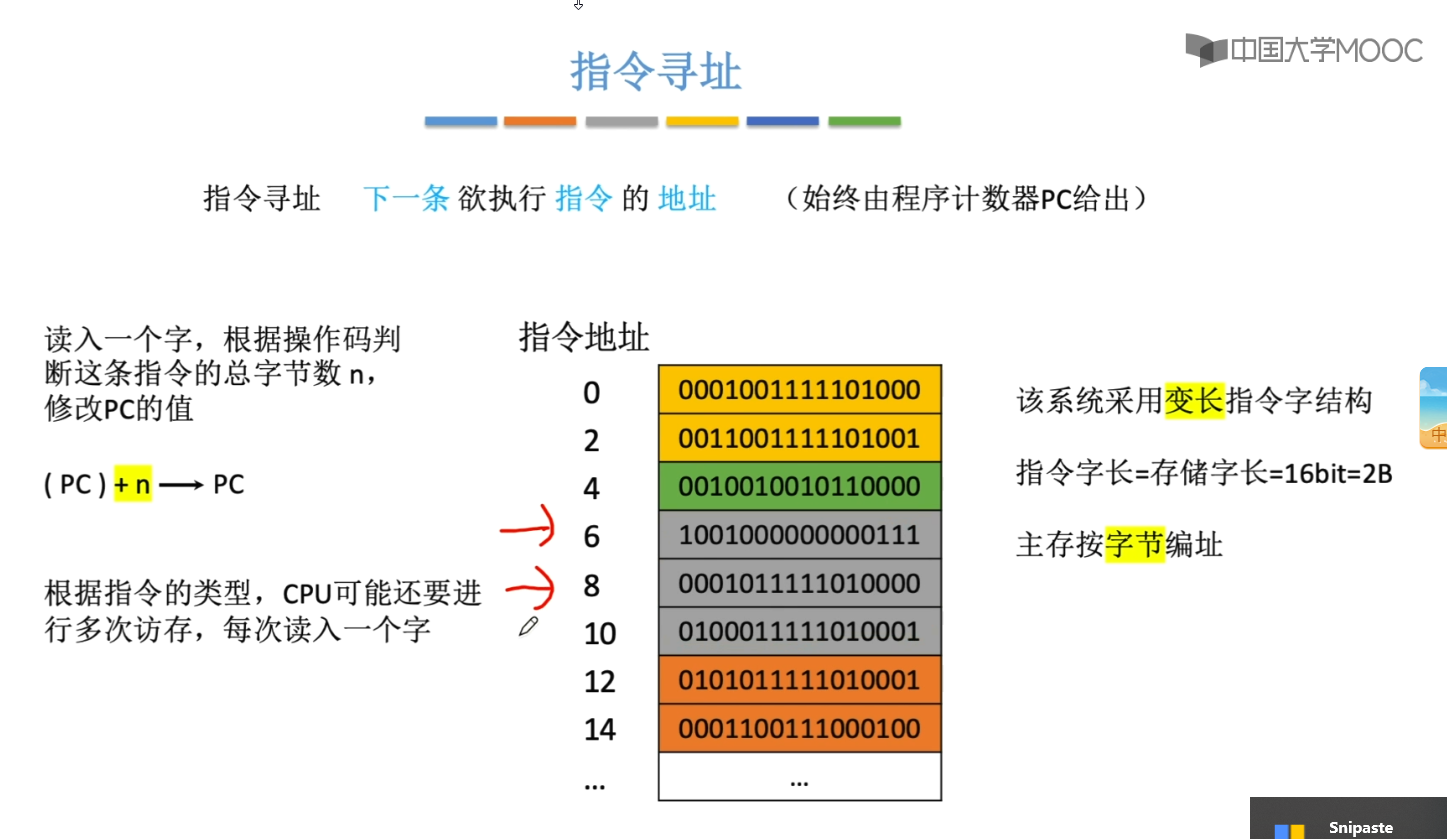 中国大学MOOC
指令寻址
指令寻址 下一条 欲执行 指令 的 地址 （始终由程序计数器PC给出）
读入一个字，根据操作码判
断这条指令的总字节数 n，
修改PC的值
( PC ) + n → PC
根据指令的类型，CPU可能还要进
行多次访存，每次读入一个字
指令地址
0 0001001111101000
2 0011001111101001
4 0010010010110000
6 1001000000000111
8 0001011111010000
10 0100011111010001
12 0101011111010001
14 0001100111000100
... ...
该系统采用变长指令字结构
指令字长=存储字长=16bit=2B
主存按字节编址
中
Snipaste